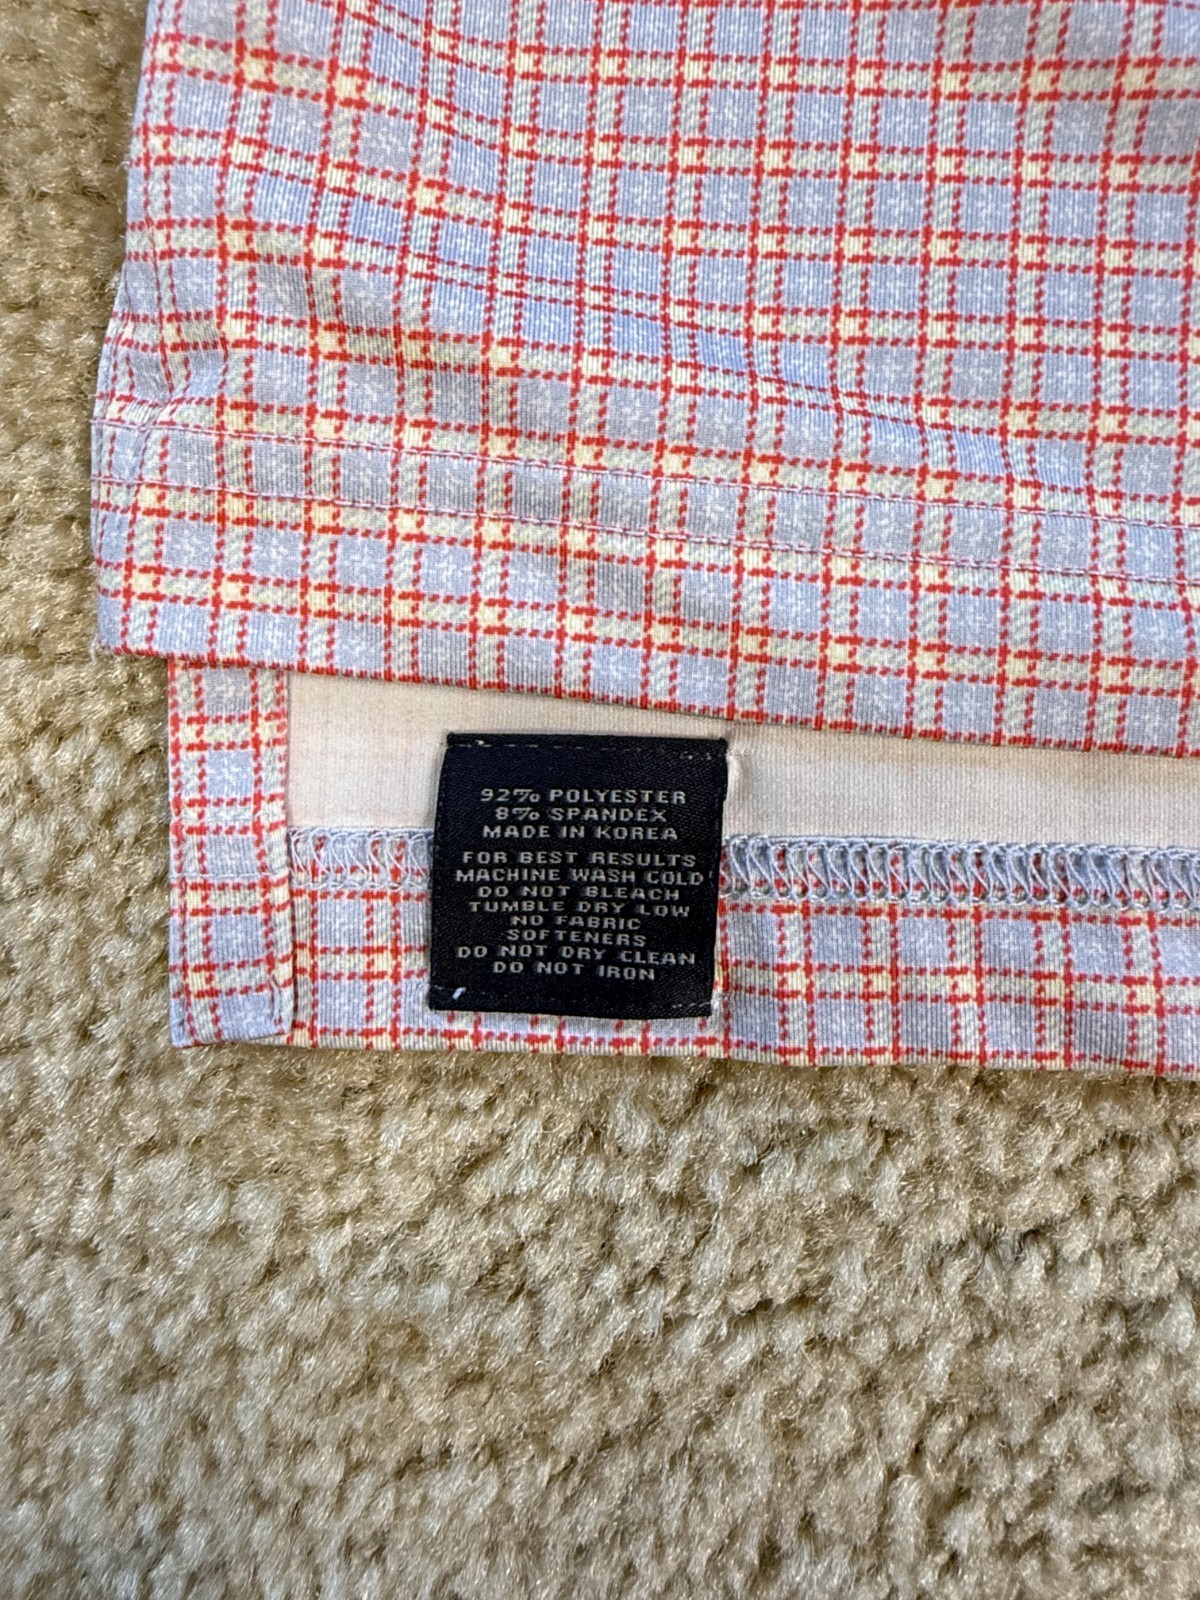 92% POLYESTER
8% SPANDEX
MADE IN KOREA
FOR BEST RESULTS
MACHINE WASH COLD
DO NOT BLEACH
TUMBLE DRY LOW
NO FABRIC
SOFTENERS
DO NOT DRY CLEAN
DO NOT IRON